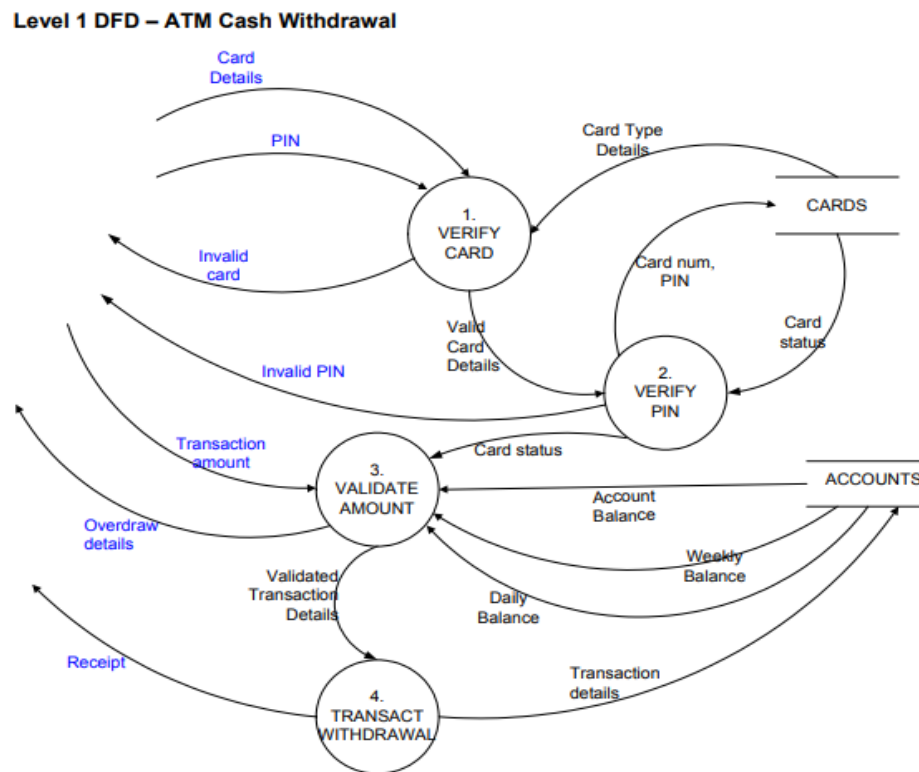 Level 1 DFD – ATM Cash Withdrawal
Card
Details
PIN
Card Type
Details
1.
VERIFY
CARD
CARDS
Invalid
card
Card num,
PIN
Valid
Card
Details
Card
status
Invalid PIN
2.
VERIFY
PIN
Transaction
amount
Card status
3.
VALIDATE
AMOUNT
ACCOUNTS
Account
Balance
Overdraw
details
Weekly
Balance
Validated
Transaction
Details
Daily
Balance
Receipt
Transaction
details
4.
TRANSACT
WITHDRAWAL